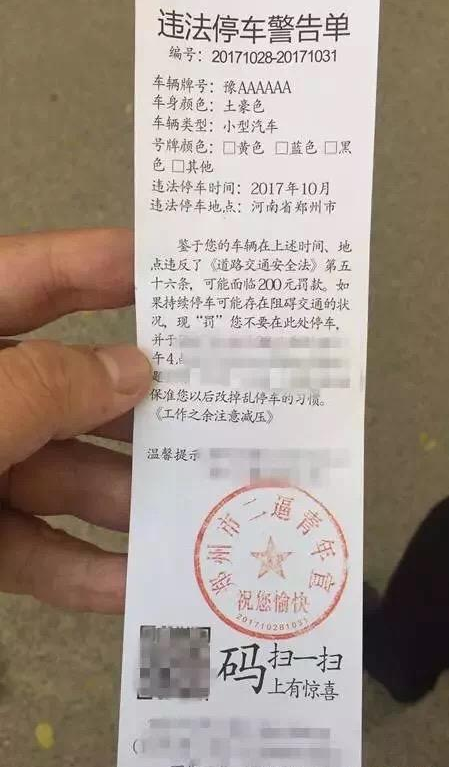 违法停车警告单
编号：20171028-20171031
车辆牌号：豫AAAAAA
车身颜色：土豪色
车辆类型：小型汽车
号牌颜色：□黄色 □蓝色 □黑
色 □其他
违法停车时间：2017年10月
违法停车地点：河南省郑州市
鉴于您的车辆在上述时间、地
点违反了《道路交通安全法》第五
十六条，可能面临200元罚款。如
果持续停车可能存在阻碍交通的状
况，现“罚”您不要在此处停车，
并于
午4.
保准您以后改掉乱停车的习惯。
《工作之余注意减压》
温馨提示
郑州市二逼青年宫
祝您愉快
201710281031
码扫一扫
上有惊喜